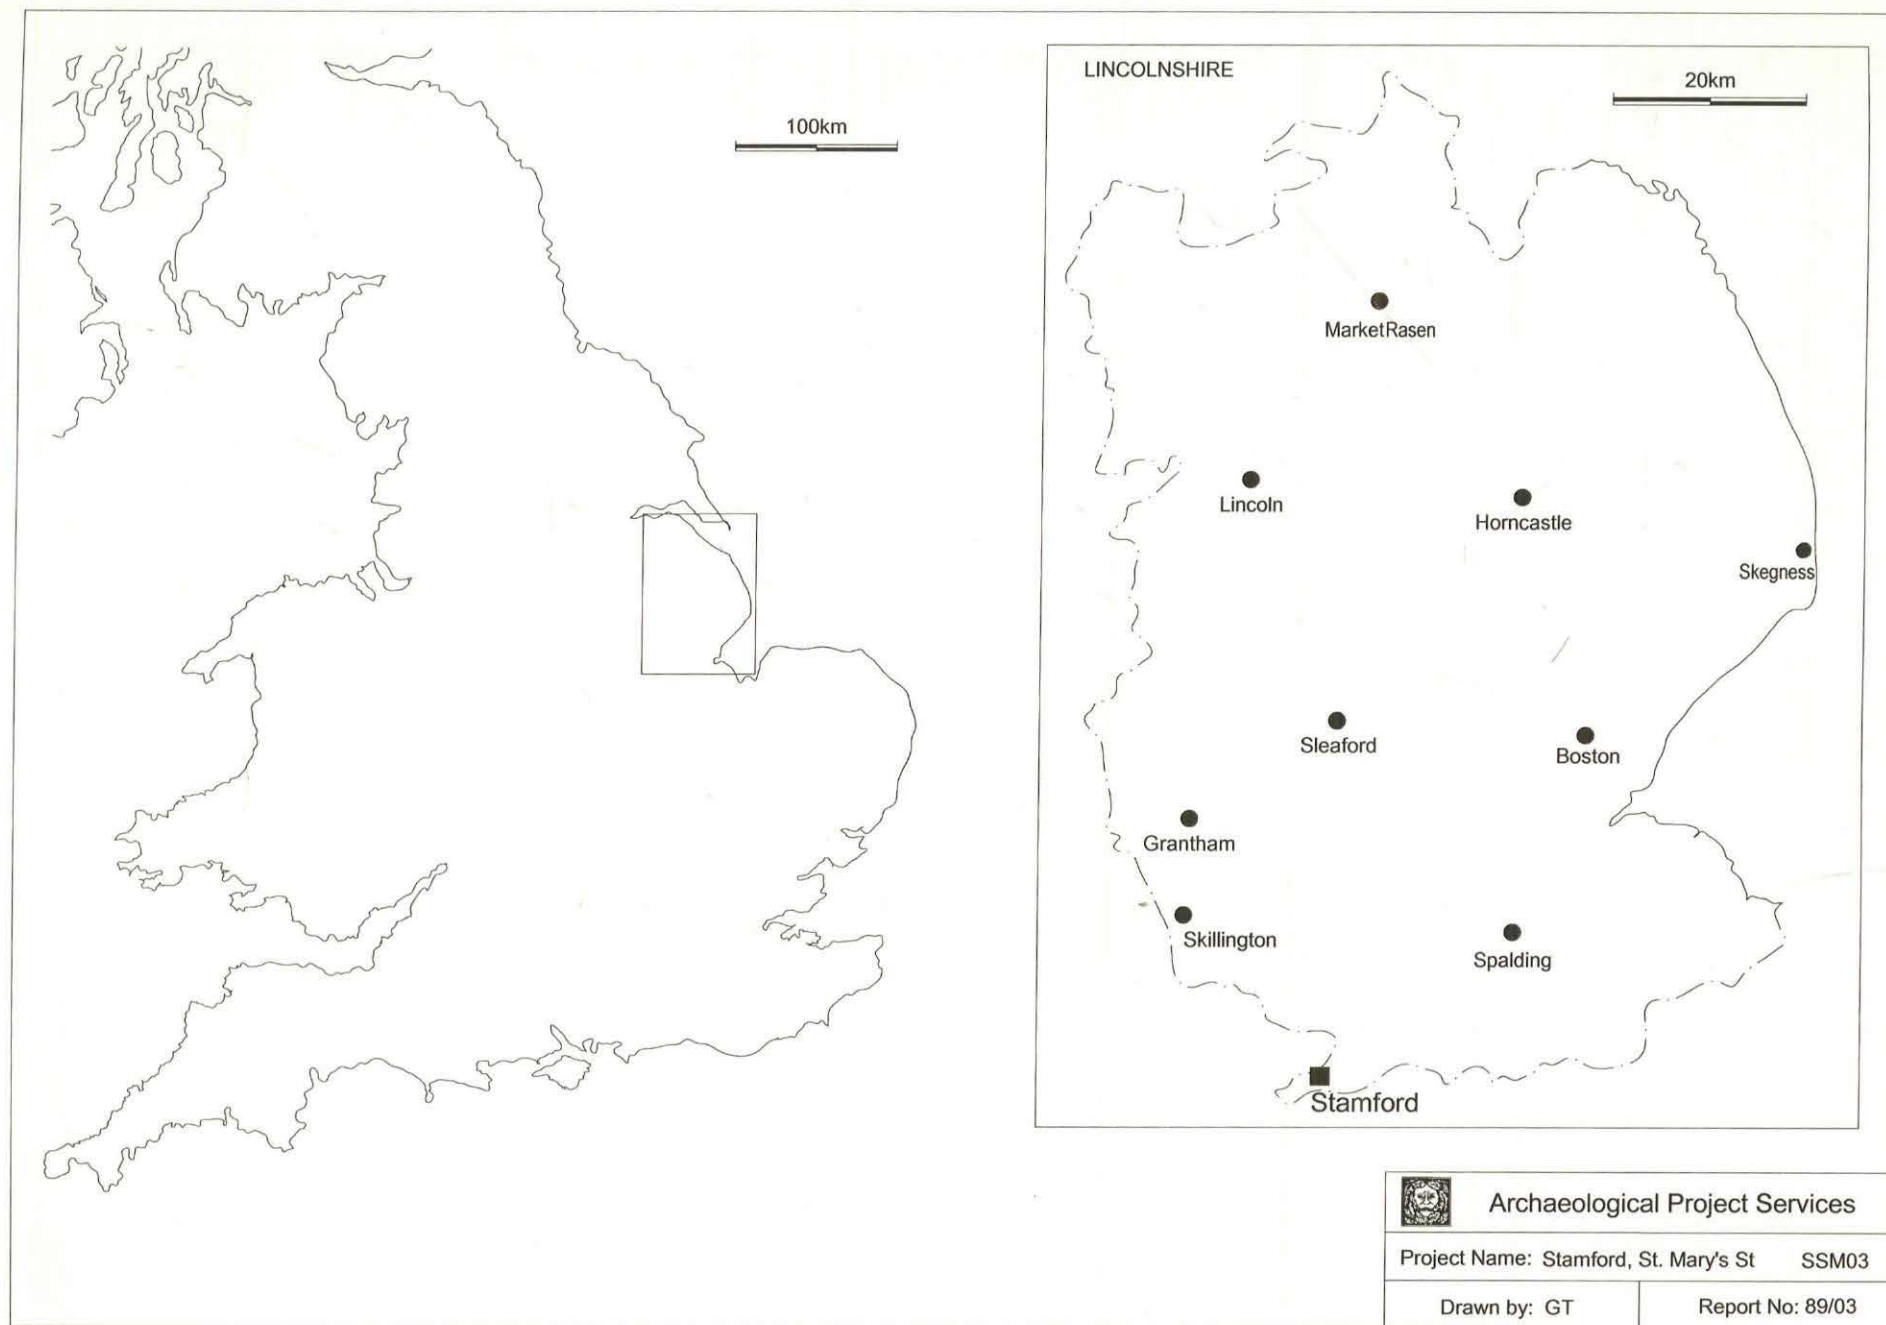 100km
LINCOLNSHIRE
20km
MarketRasen
Lincoln
Horncastle
Skegness
Sleaford
Boston
Grantham
Skillington
Spalding
Stamford
Archaeological Project Services
Project Name: Stamford, St. Mary's St SSM03
Drawn by: GT Report No: 89/03